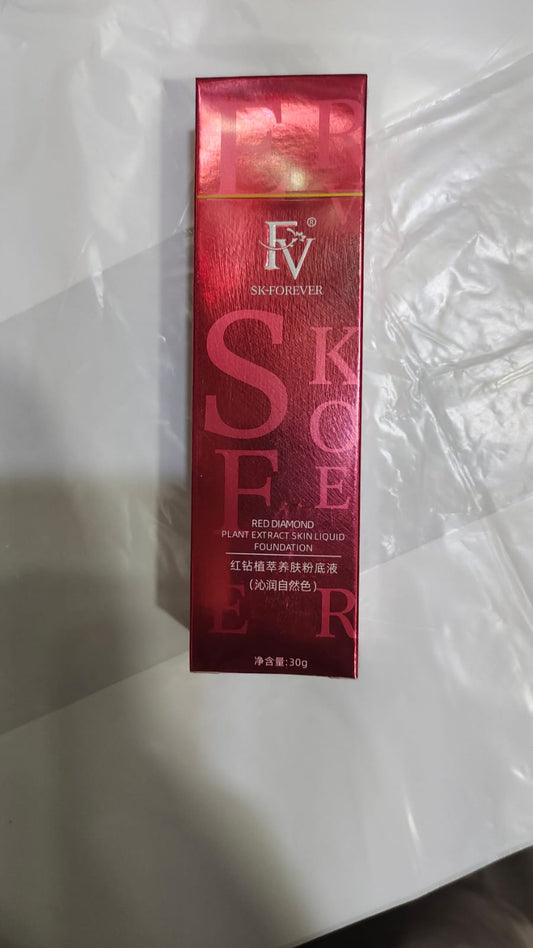 F R
V
FV®
SK-FOREVER
S K
O
F E
RED DIAMOND
PLANT EXTRACT SKIN LIQUID
FOUNDATION
红钻植萃养肤粉底液
（沁润自然色）
E R
净含量:30g